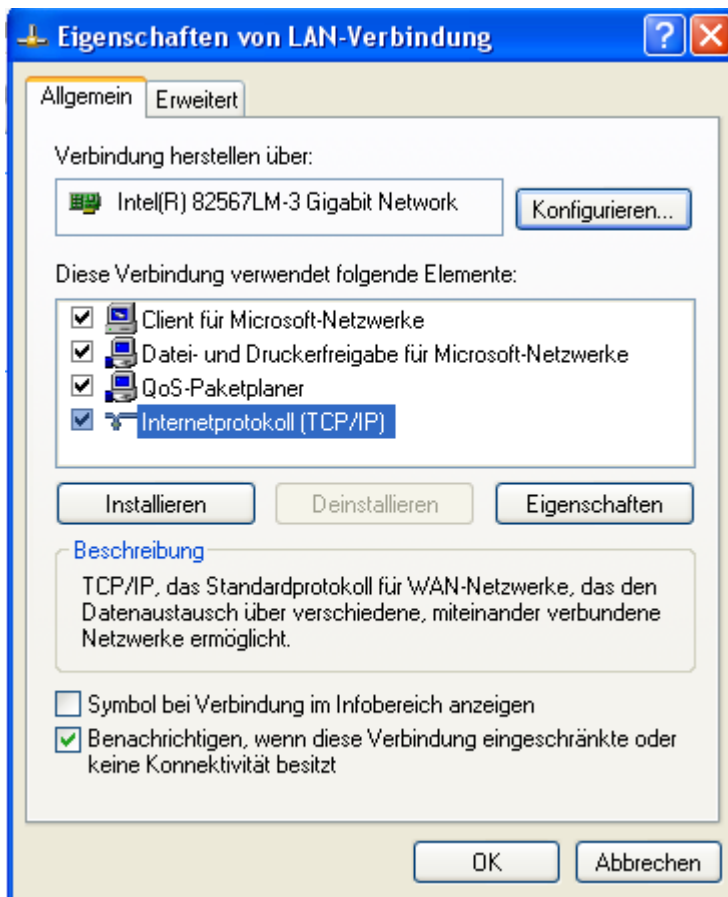 Eigenschaften von LAN-Verbindung
Allgemein
Erweitert
Verbindung herstellen über:
Intel(R) 82567LM-3 Gigabit Network
Konfigurieren...
Diese Verbindung verwendet folgende Elemente:
Client für Microsoft-Netzwerke
Datei- und Druckerfreigabe für Microsoft-Netzwerke
QoS-Paketplaner
Internetprotokoll (TCP/IP)
Installieren
Deinstallieren
Eigenschaften
Beschreibung
TCP/IP, das Standardprotokoll für WAN-Netzwerke, das den
Datenaustausch über verschiedene, miteinander verbundene
Netzwerke ermöglicht.
Symbol bei Verbindung im Infobereich anzeigen
Benachrichtigen, wenn diese Verbindung eingeschränkte oder
keine Konnektivität besitzt
OK
Abbrechen